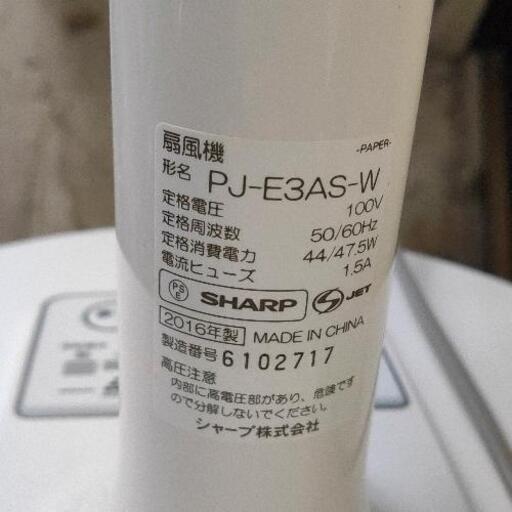 扇風機
-PAPER-
形名 PJ-E3AS-W
定格電圧 100V
定格周波数 50/60Hz
定格消費電力 44/47.5W
電流ヒューズ 1.5A
PSE SHARP JET
2016年製 MADE IN CHINA
製造番号 6102717
高圧注意
内部に高電圧部があり、危険です
ので分解しないでください。
シャープ株式会社